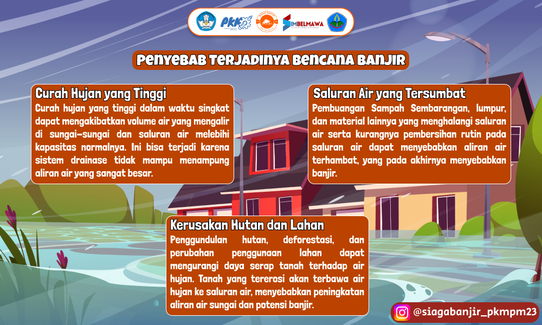 PKM
SIMBELMAWA
PENYEBAB TERJADINYA BENCANA BANJIR
Curah Hujan yang Tinggi
Curah hujan yang tinggi dalam waktu singkat
dapat mengakibatkan volume air yang mengalir
di sungai-sungai dan saluran air melebihi
kapasitas normalnya. Ini bisa terjadi karena
sistem drainase tidak mampu menampung
aliran air yang sangat besar.
Saluran Air yang Tersumbat
Pembuangan Sampah Sembarangan, lumpur,
dan material lainnya yang menghalangi saluran
air serta kurangnya pembersihan rutin pada
saluran air dapat menyebabkan aliran air
terhambat, yang pada akhirnya menyebabkan
banjir.
Kerusakan Hutan dan Lahan
Penggundulan hutan, deforestasi, dan
perubahan penggunaan lahan dapat
mengurangi daya serap tanah terhadap air
hujan. Tanah yang tererosi akan terbawa air
hujan ke saluran air, menyebabkan peningkatan
aliran air sungai dan potensi banjir.
@siagabanjir_pkmpm23